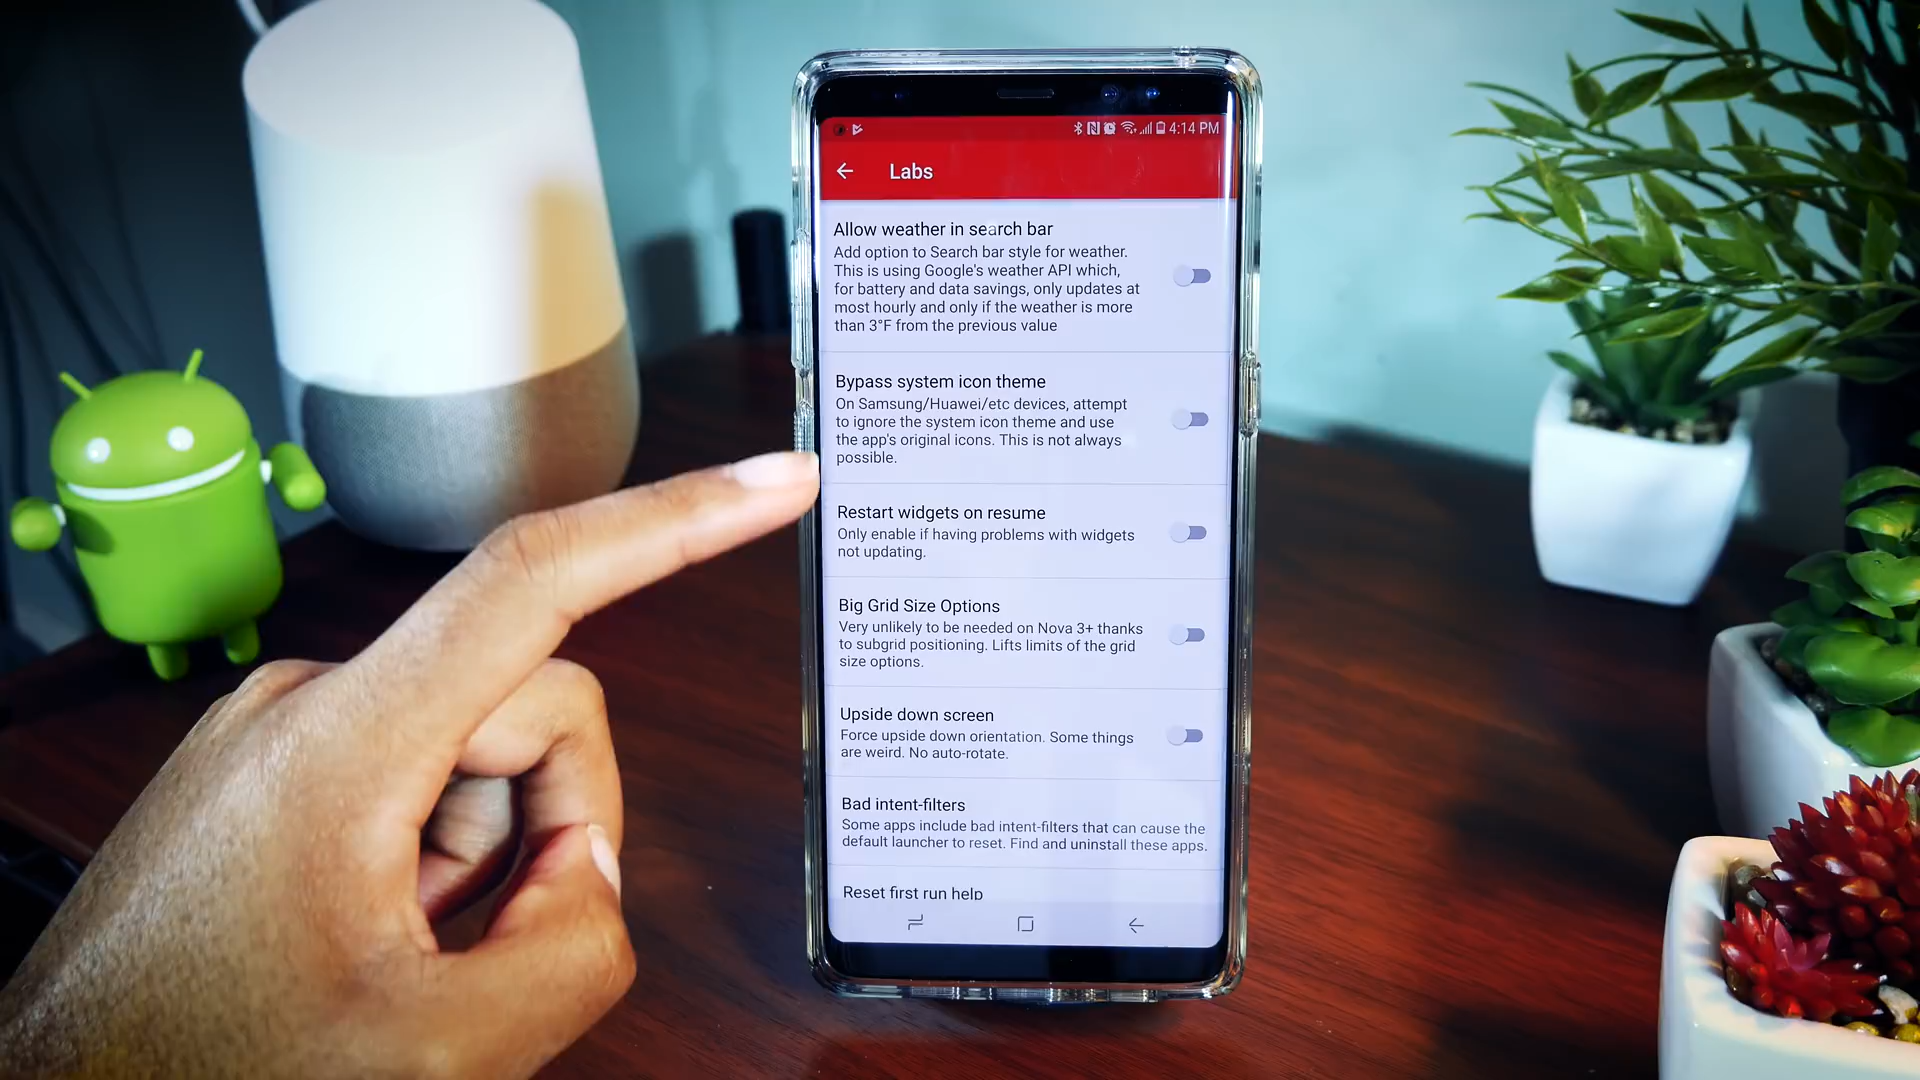 4:14 PM
Labs
Allow weather in search bar
Add option to Search bar style for weather.
This is using Google's weather API which,
for battery and data savings, only updates at
most hourly and only if the weather is more
than 3°F from the previous value
Bypass system icon theme
On Samsung/Huawei/etc devices, attempt
to ignore the system icon theme and use
the app's original icons. This is not always
possible.
Restart widgets on resume
Only enable if having problems with widgets
not updating.
Big Grid Size Options
Very unlikely to be needed on Nova 3+ thanks
to subgrid positioning. Lifts limits of the grid
size options.
Upside down screen
Force upside down orientation. Some things
are weird. No auto-rotate.
Bad intent-filters
Some apps include bad intent-filters that can cause the
default launcher to reset. Find and uninstall these apps.
Reset first run help